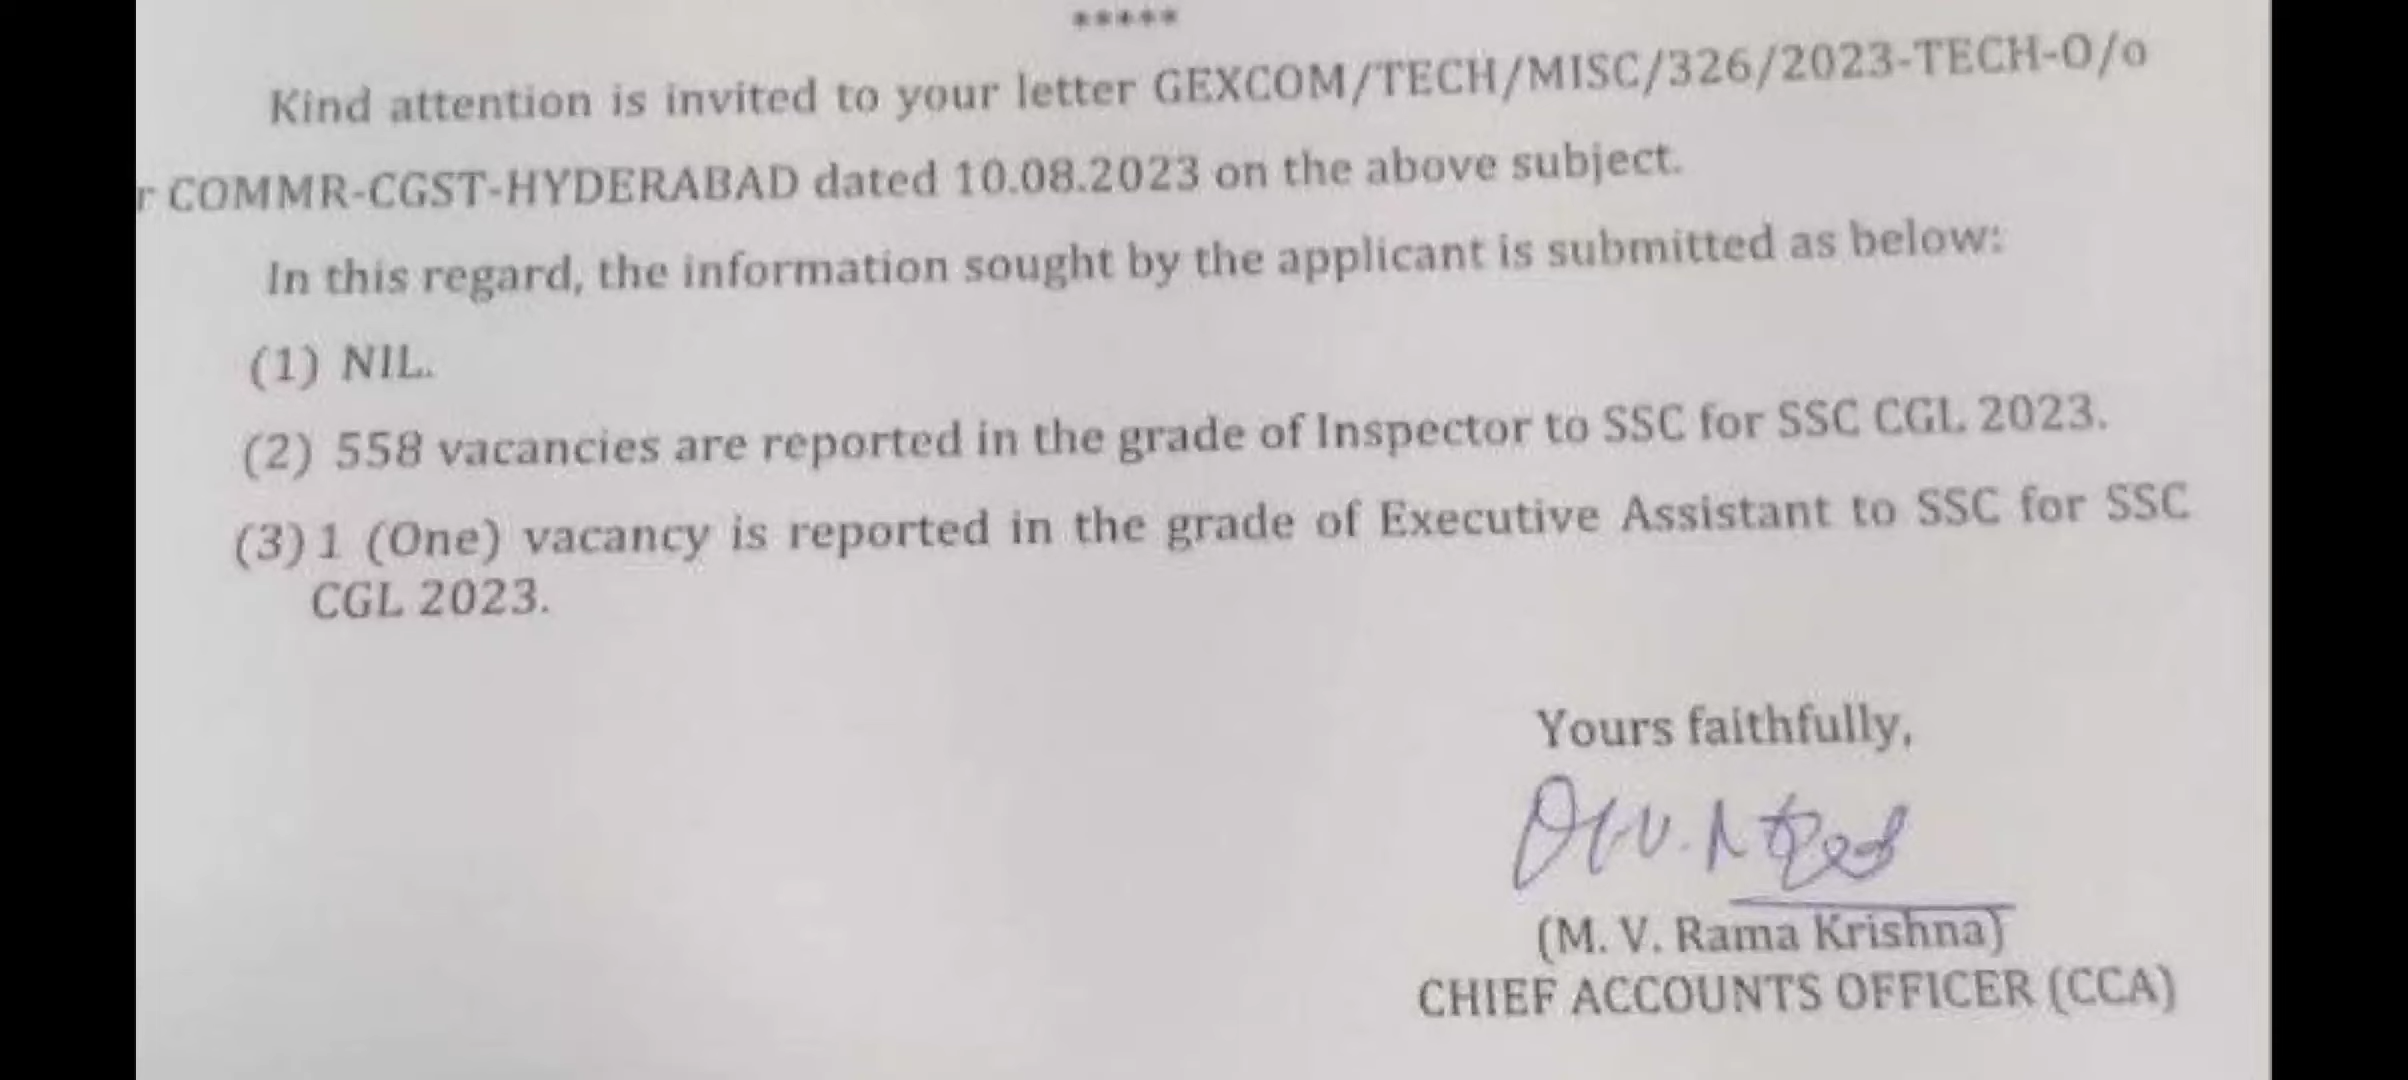 *****
Kind attention is invited to your letter GEXCOM/TECH/MISC/326/2023-TECH-O/o
r COMMR-CGST-HYDERABAD dated 10.08.2023 on the above subject.
In this regard, the information sought by the applicant is submitted as below:
(1) NIL.
(2) 558 vacancies are reported in the grade of Inspector to SSC for SSC CGL 2023.
(3) 1 (One) vacancy is reported in the grade of Executive Assistant to SSC for SSC
CGL 2023.
Yours faithfully,
(M. V. Rama Krishna)
CHIEF ACCOUNTS OFFICER (CCA)